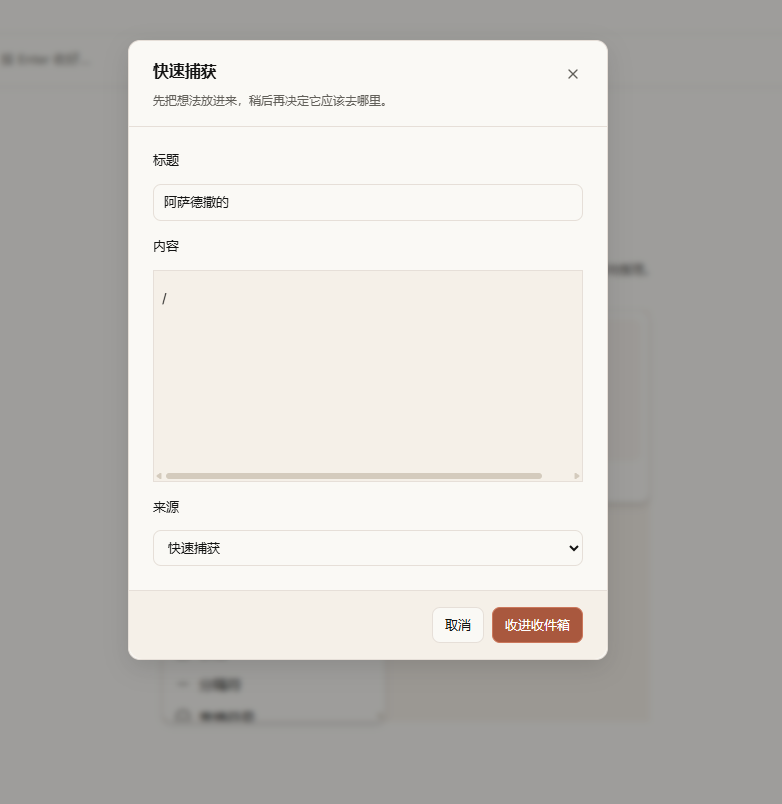 快速捕获
先把想法放进来，稍后再决定它应该去哪里。
标题
阿萨德撒的
内容
/
来源
快速捕获
取消
收进收件箱